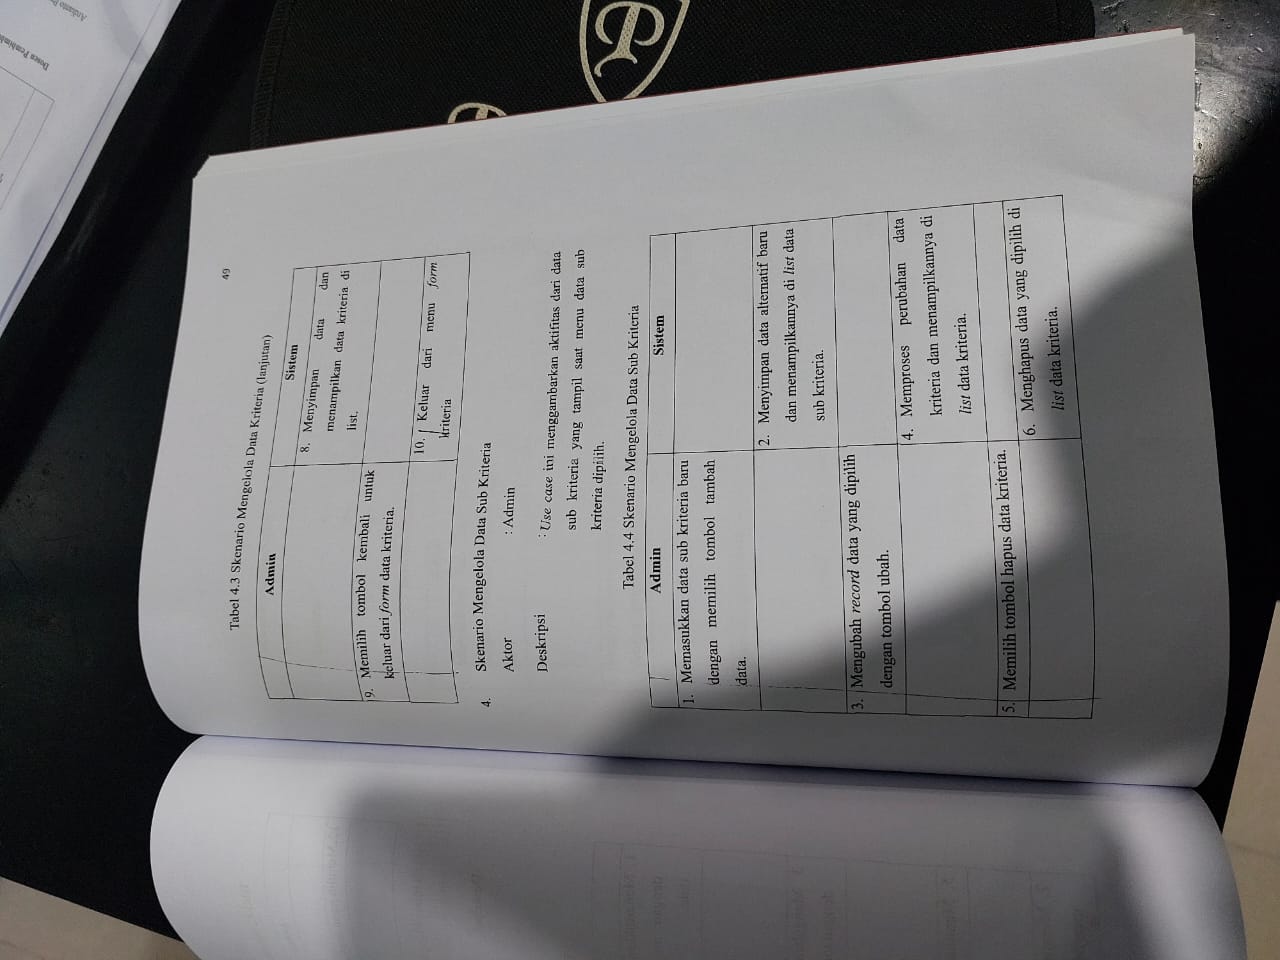 49
Tabel 4.3 Skenario Mengelola Data Kriteria (lanjutan)
Admin
Sistem
8. Menyimpan data dan
menampilkan data kriteria di
list.
9. Memilih tombol kembali untuk
keluar dari form data kriteria.
10. Keluar dari menu form
kriteria
4. Skenario Mengelola Data Sub Kriteria
Aktor : Admin
Deskripsi : Use case ini menggambarkan aktifitas dari data
sub kriteria yang tampil saat menu data sub
kriteria dipilih.
Tabel 4.4 Skenario Mengelola Data Sub Kriteria
Admin
Sistem
1. Memasukkan data sub kriteria baru
dengan memilih tombol tambah
data.
2. Menyimpan data alternatif baru
dan menampilkannya di list data
sub kriteria.
3. Mengubah record data yang dipilih
dengan tombol ubah.
4. Memproses perubahan data
kriteria dan menampilkannya di
list data kriteria.
5. Memilih tombol hapus data kriteria.
6. Menghapus data yang dipilih di
list data kriteria.